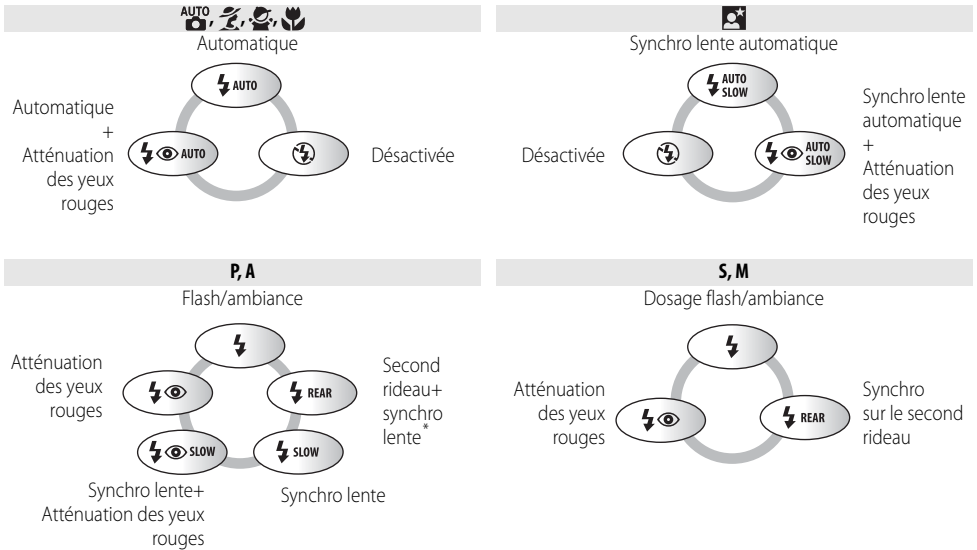 AUTO , , ,
Automatique
AUTO
Automatique
+
Atténuation
des yeux
rouges
AUTO
Désactivée
Synchro lente automatique
AUTO
SLOW
Désactivée
AUTO
SLOW
Synchro lente
automatique
+
Atténuation
des yeux
rouges
P, A
Flash/ambiance
Atténuation
des yeux
rouges
REAR
Second
rideau+
synchro
lente*
SLOW
SLOW
Synchro lente+
Atténuation des yeux
rouges
Synchro lente
S, M
Dosage flash/ambiance
Atténuation
des yeux
rouges
REAR
Synchro
sur le second
rideau